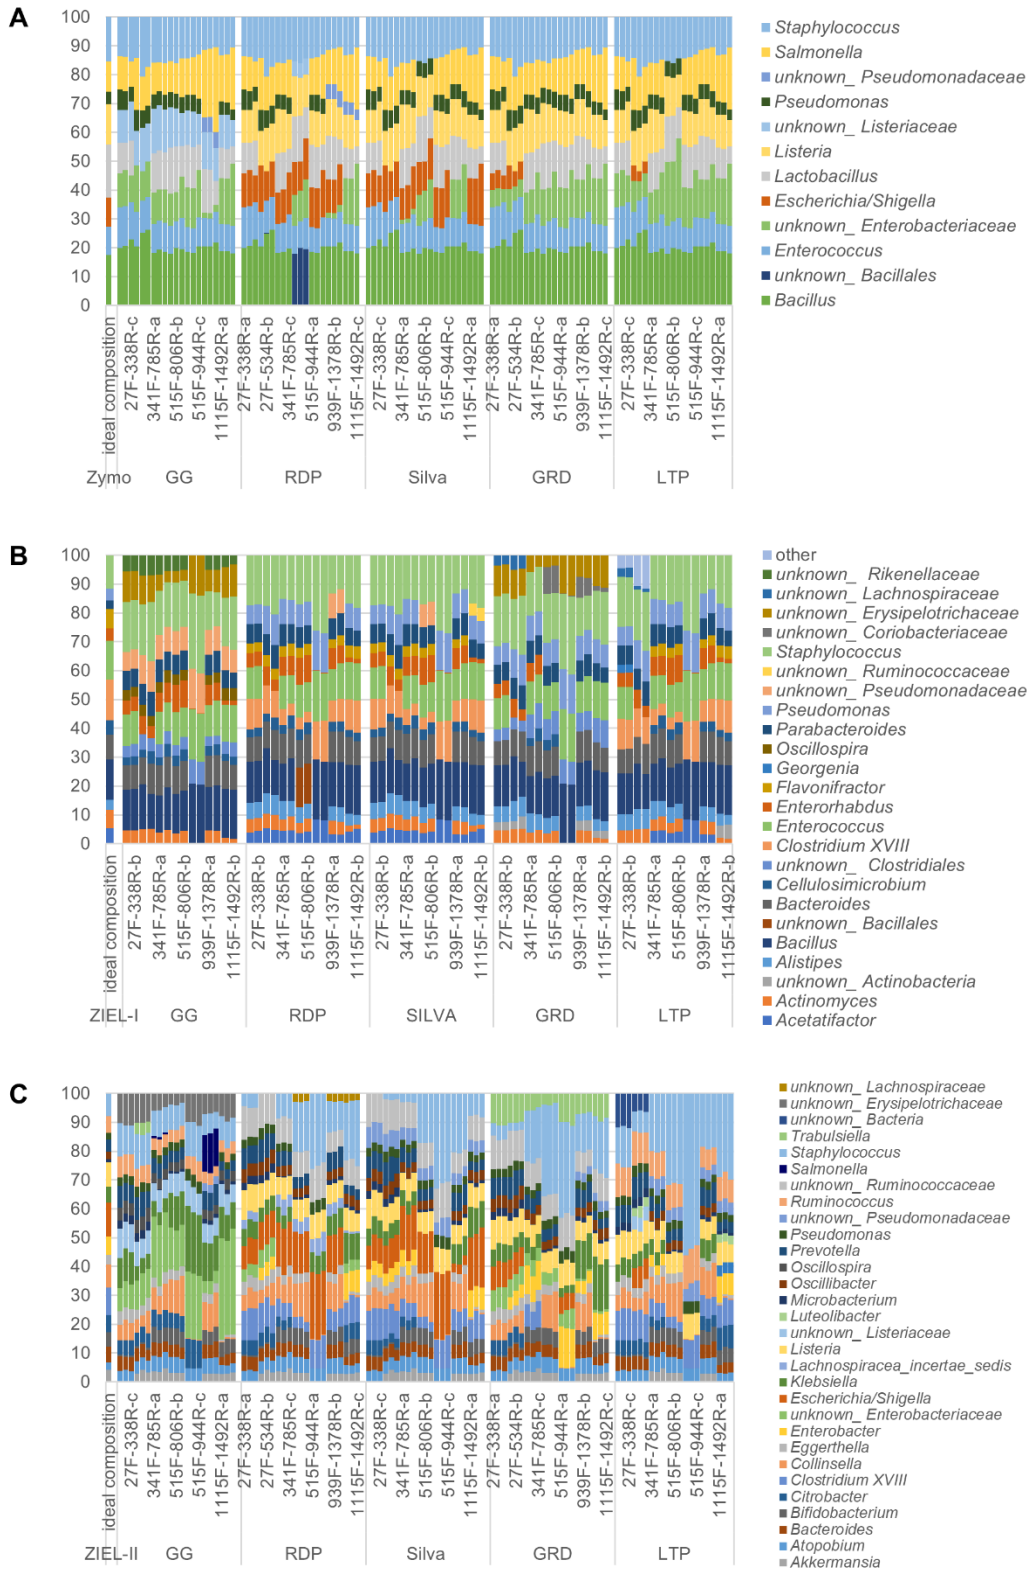 A
100
90
80
70
60
50
40
30
20
10
0
Staphylococcus
Salmonella
unknown_ Pseudomonadaceae
Pseudomonas
unknown_ Listeriaceae
Listeria
Lactobacillus
Escherichia/Shigella
unknown_ Enterobacteriaceae
Enterococcus
unknown_ Bacillales
Bacillus
ideal composition
27F-338R-c
341F-785R-a
515F-806R-b
515F-944R-c
1115F-1492R-a
27F-338R-a
27F-534R-b
341F-785R-c
515F-944R-a
939F-1378R-b
1115F-1492R-c
27F-338R-c
341F-785R-a
515F-806R-b
515F-944R-c
1115F-1492R-a
27F-338R-a
27F-534R-b
341F-785R-c
515F-944R-a
939F-1378R-b
1115F-1492R-c
27F-338R-c
341F-785R-a
515F-806R-b
515F-944R-c
1115F-1492R-a
Zymo GG RDP Silva GRD LTP
B
100
90
80
70
60
50
40
30
20
10
0
other
unknown_ Rikenellaceae
unknown_ Lachnospiraceae
unknown_ Erysipelotrichaceae
unknown_ Coriobacteriaceae
Staphylococcus
unknown_ Ruminococcaceae
unknown_ Pseudomonadaceae
Pseudomonas
Parabacteroides
Oscillospira
Georgenia
Flavonifractor
Enterorhabdus
Enterococcus
Clostridium XVIII
unknown_ Clostridiales
Cellulosimicrobium
Bacteroides
unknown_ Bacillales
Bacillus
Alistipes
unknown_ Actinobacteria
Actinomyces
Acetatifactor
ideal composition
27F-338R-b
341F-785R-a
515F-806R-b
939F-1378R-a
1115F-1492R-b
27F-338R-b
341F-785R-a
515F-806R-b
939F-1378R-a
1115F-1492R-b
27F-338R-b
341F-785R-a
515F-806R-b
939F-1378R-a
1115F-1492R-b
27F-338R-b
341F-785R-a
515F-806R-b
939F-1378R-a
1115F-1492R-b
27F-338R-b
341F-785R-a
515F-806R-b
939F-1378R-a
1115F-1492R-b
ZIEL-I GG RDP SILVA GRD LTP
C
100
90
80
70
60
50
40
30
20
10
0
unknown_ Lachnospiraceae
unknown_ Erysipelotrichaceae
unknown_ Bacteria
Trabulsiella
Staphylococcus
Salmonella
unknown_ Ruminococcaceae
Ruminococcus
unknown_ Pseudomonadaceae
Pseudomonas
Prevotella
Oscillospira
Oscillibacter
Microbacterium
Luteolibacter
unknown_ Listeriaceae
Listeria
Lachnospiracea_incertae_sedis
Klebsiella
Escherichia/Shigella
unknown_ Enterobacteriaceae
Enterobacter
Eggerthella
Collinsella
Clostridium XVIII
Citrobacter
Bifidobacterium
Bacteroides
Atopobium
Akkermansia
ideal composition
27F-338R-c
341F-785R-a
515F-806R-b
515F-944R-c
1115F-1492R-a
27F-338R-a
27F-534R-b
341F-785R-c
515F-944R-a
939F-1378R-b
1115F-1492R-c
27F-338R-c
341F-785R-a
515F-806R-b
515F-944R-c
1115F-1492R-a
27F-338R-a
27F-534R-b
341F-785R-c
515F-944R-a
939F-1378R-b
1115F-1492R-c
27F-338R-c
341F-785R-a
515F-806R-b
515F-944R-c
1115F-1492R-a
ZIEL-II GG RDP Silva GRD LTP